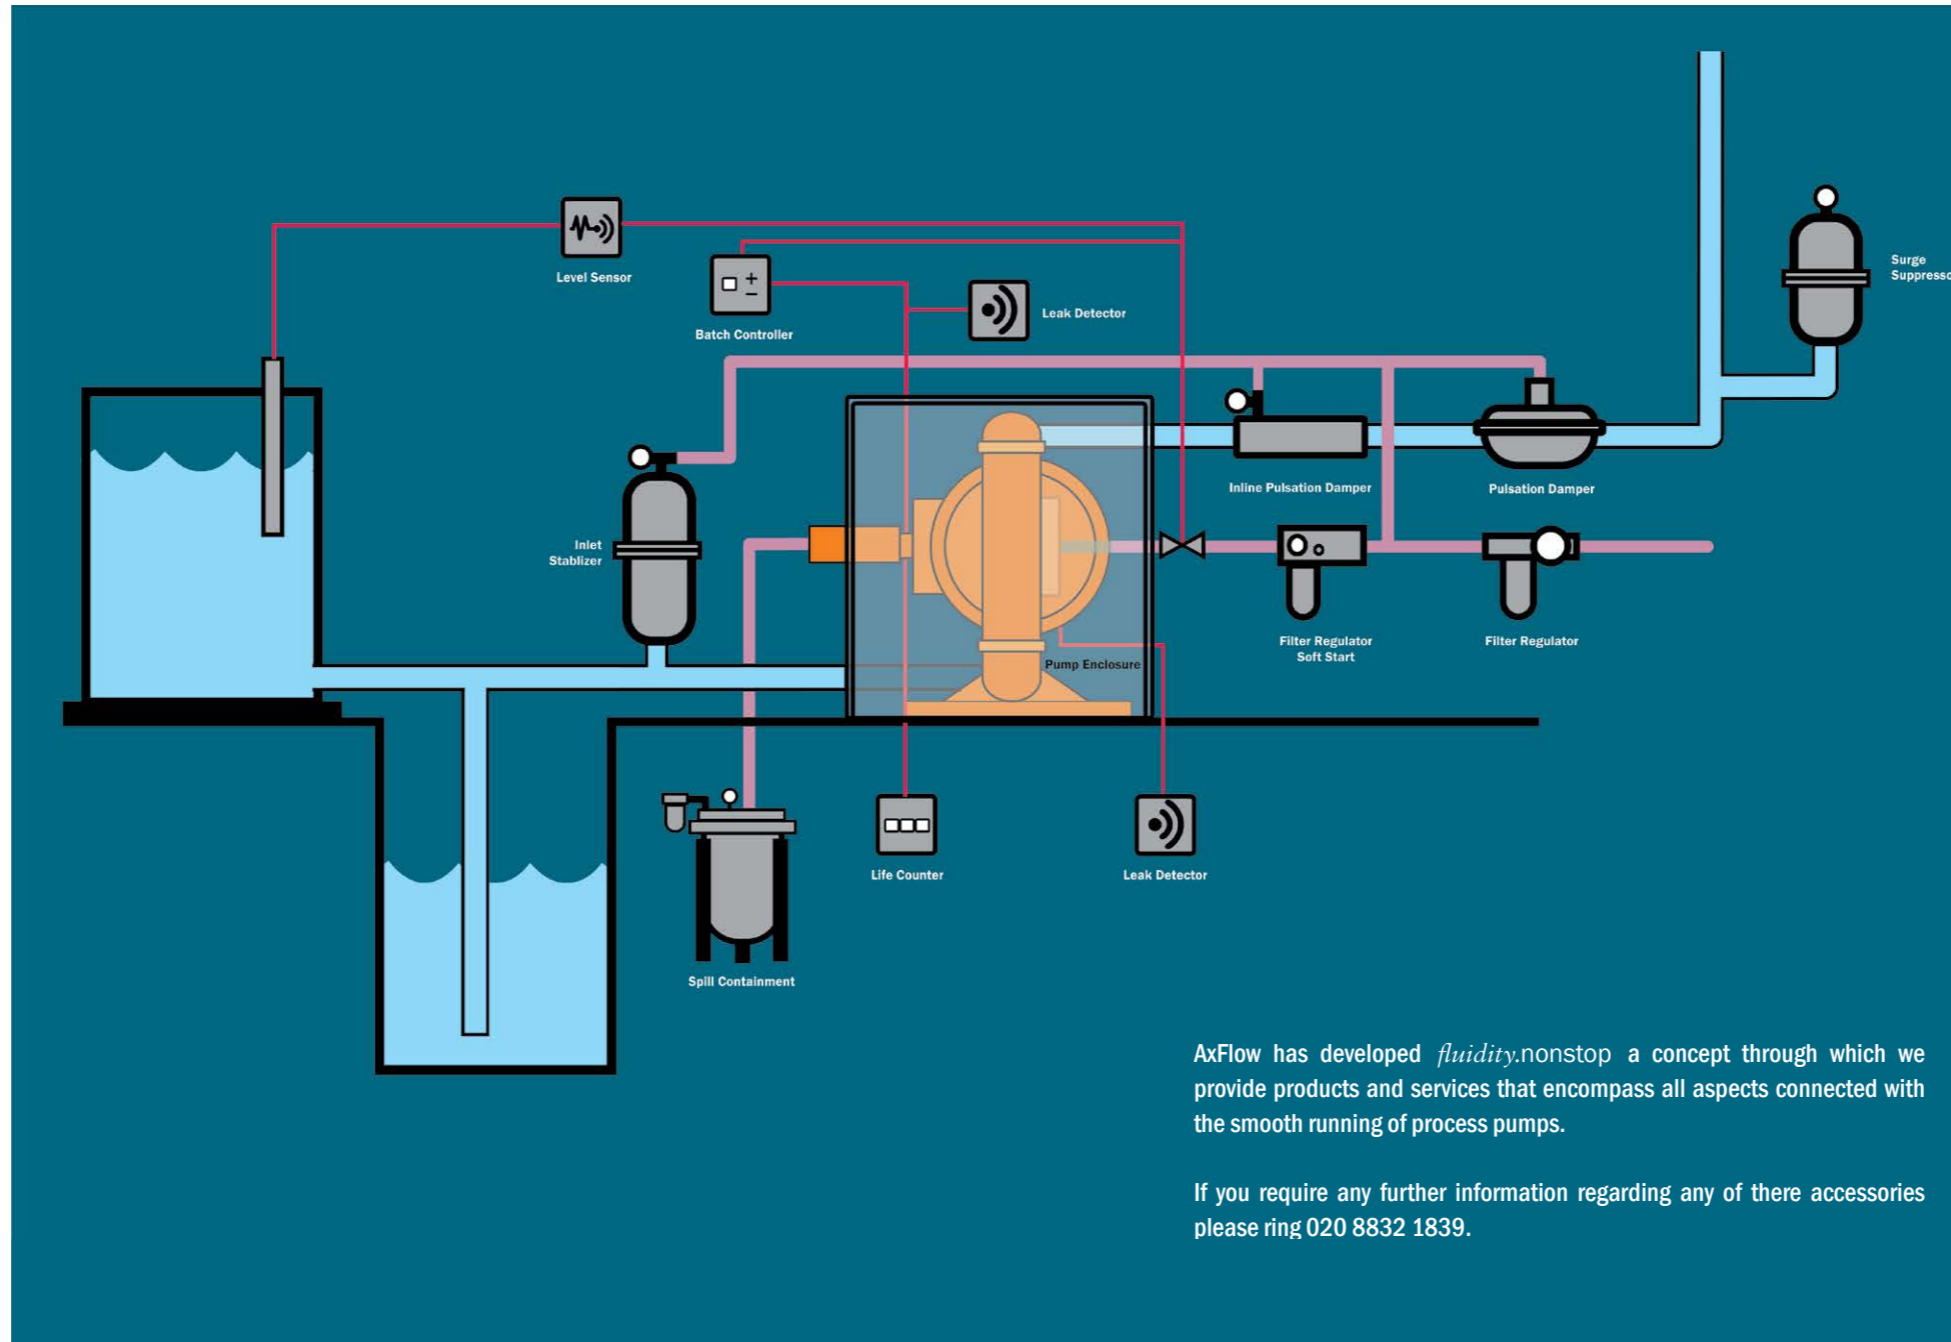 Level Sensor
Batch Controller
Leak Detector
Surge
Suppresso
Inline Pulsation Damper
Pulsation Damper
Inlet
Stablizer
Filter Regulator
Soft Start
Filter Regulator
Pump Enclosure
Life Counter
Leak Detector
Spill Containment
AxFlow has developed fluidity.nonstop a concept through which we
provide products and services that encompass all aspects connected with
the smooth running of process pumps.
If you require any further information regarding any of there accessories
please ring 020 8832 1839.